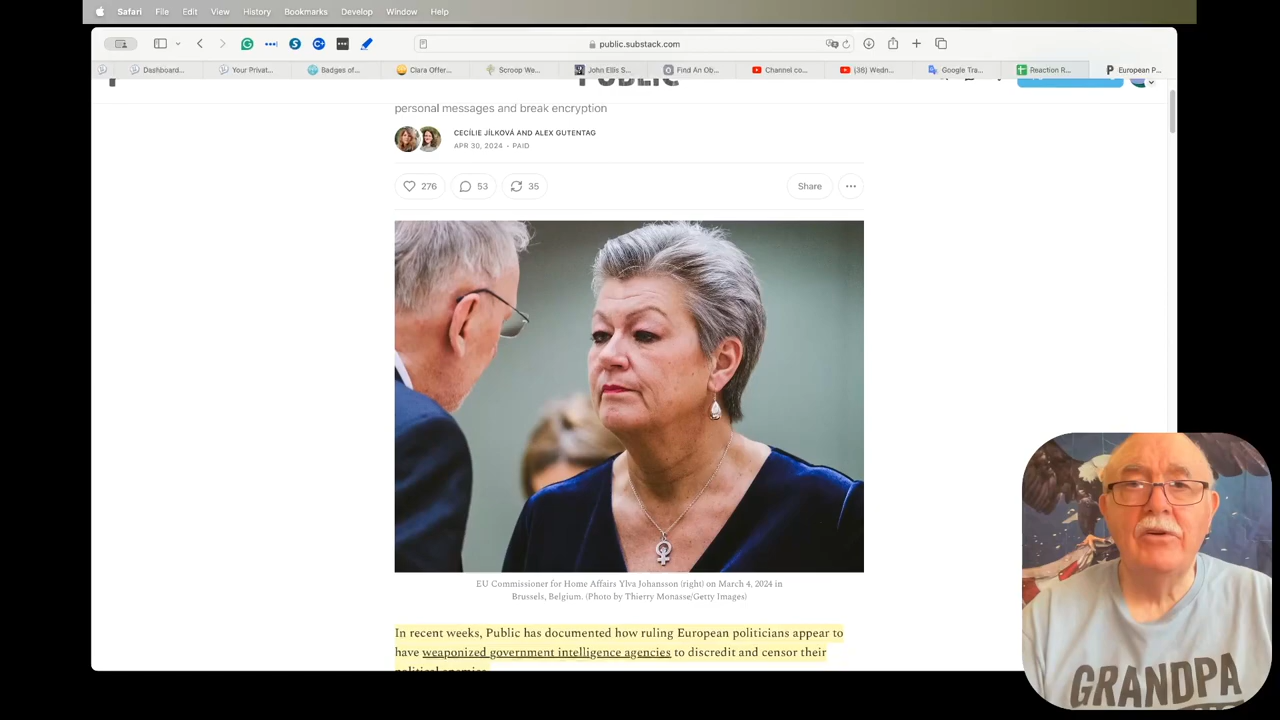 Safari File Edit View History Bookmarks Develop Window Help
public.substack.com
Dashboard... Your Privat... Badges of... Clara Offer... Scroop Wa... John Ellis S... Find An Ob... Channel co... (36) Wedn... Google Tra... Reaction R... European P...
PUBLIC
personal messages and break encryption
CECÍLIE JÍLKOVÁ AND ALEX GUTENTAG
APR 30, 2024 • PAID
276 53 35 Share
EU Commissioner for Home Affairs Ylva Johansson (right) on March 4, 2024 in
Brussels, Belgium. (Photo by Thierry Monasse/Getty Images)
In recent weeks, Public has documented how ruling European politicians appear to
have weaponized government intelligence agencies to discredit and censor their
political enemies
GRANDPA